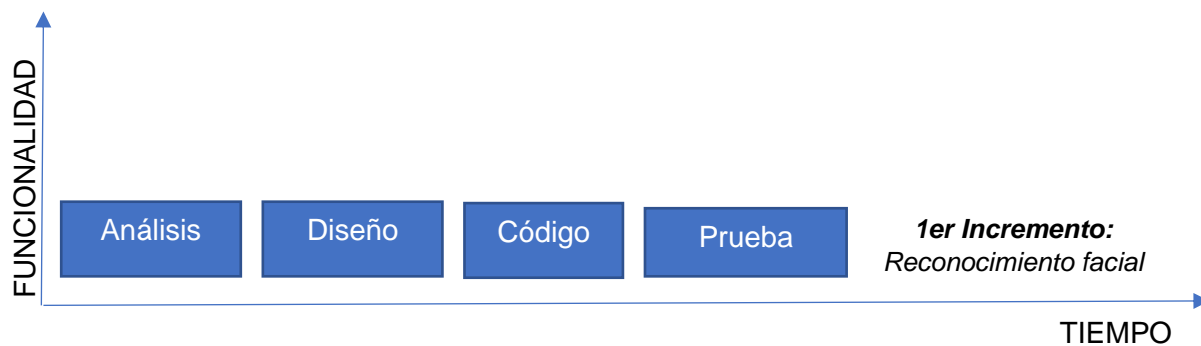 FUNCIONALIDAD
Análisis
Diseño
Código
Prueba
1er Incremento:
Reconocimiento facial
TIEMPO